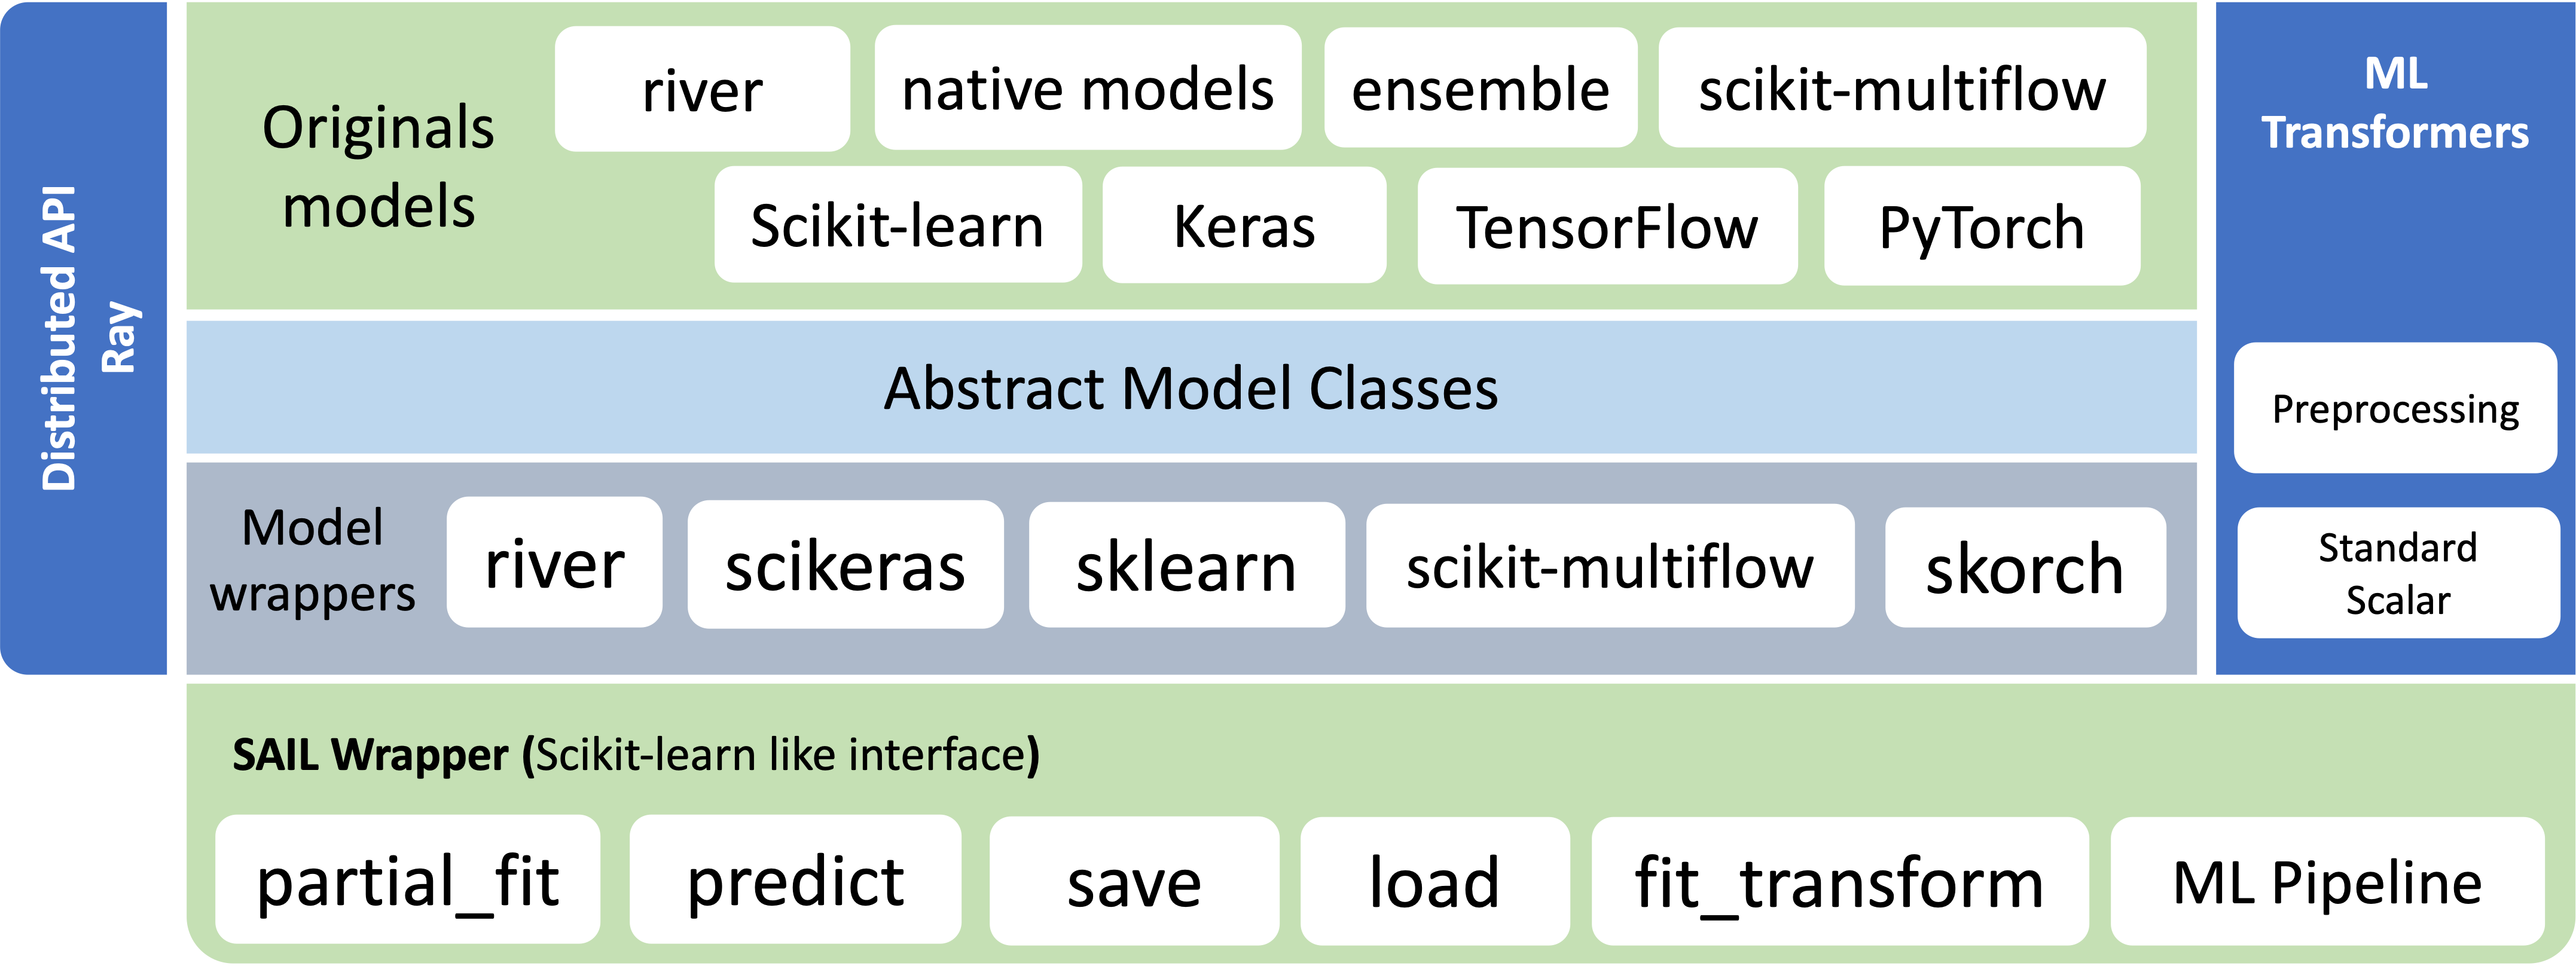 Distributed API
Ray
Originals
models
river
native models
ensemble
scikit-multiflow
Scikit-learn
Keras
TensorFlow
PyTorch
Abstract Model Classes
Model
wrappers
river
scikeras
sklearn
scikit-multiflow
skorch
ML
Transformers
Preprocessing
Standard
Scalar
SAIL Wrapper (Scikit-learn like interface)
partial_fit
predict
save
load
fit_transform
ML Pipeline